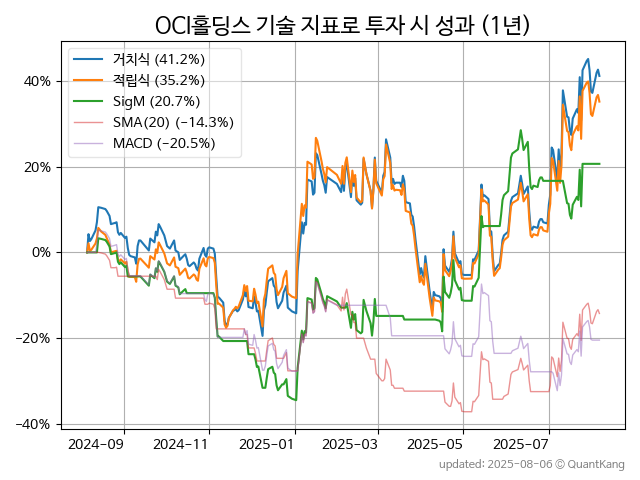 OCI홀딩스 기술 지표로 투자 시 성과 (1년)
거치식 (41.2%)
적립식 (35.2%)
SigM (20.7%)
SMA(20) (−14.3%)
MACD (−20.5%)
40%
20%
0%
−20%
−40%
2024-09 2024-11 2025-01 2025-03 2025-05 2025-07
updated: 2025-08-06 ⓒ QuantKang